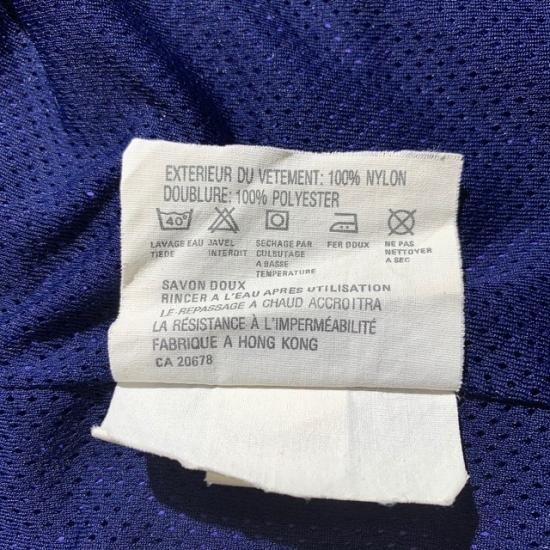 EXTERIEUR DU VETEMENT: 100% NYLON
DOUBLURE: 100% POLYESTER
40°
LAVAGE EAU TIEDE
JAVEL INTERDIT
SECHAGE PAR CULBUTAGE A BASSE TEMPERATURE
FER DOUX
NE PAS NETTOYER A SEC
SAVON DOUX
RINCER A L'EAU APRES UTILISATION
LE REPASSAGE A CHAUD ACCROITRA
LA RÉSISTANCE À L'IMPERMÉABILITÉ
FABRIQUE A HONG KONG
CA 20678